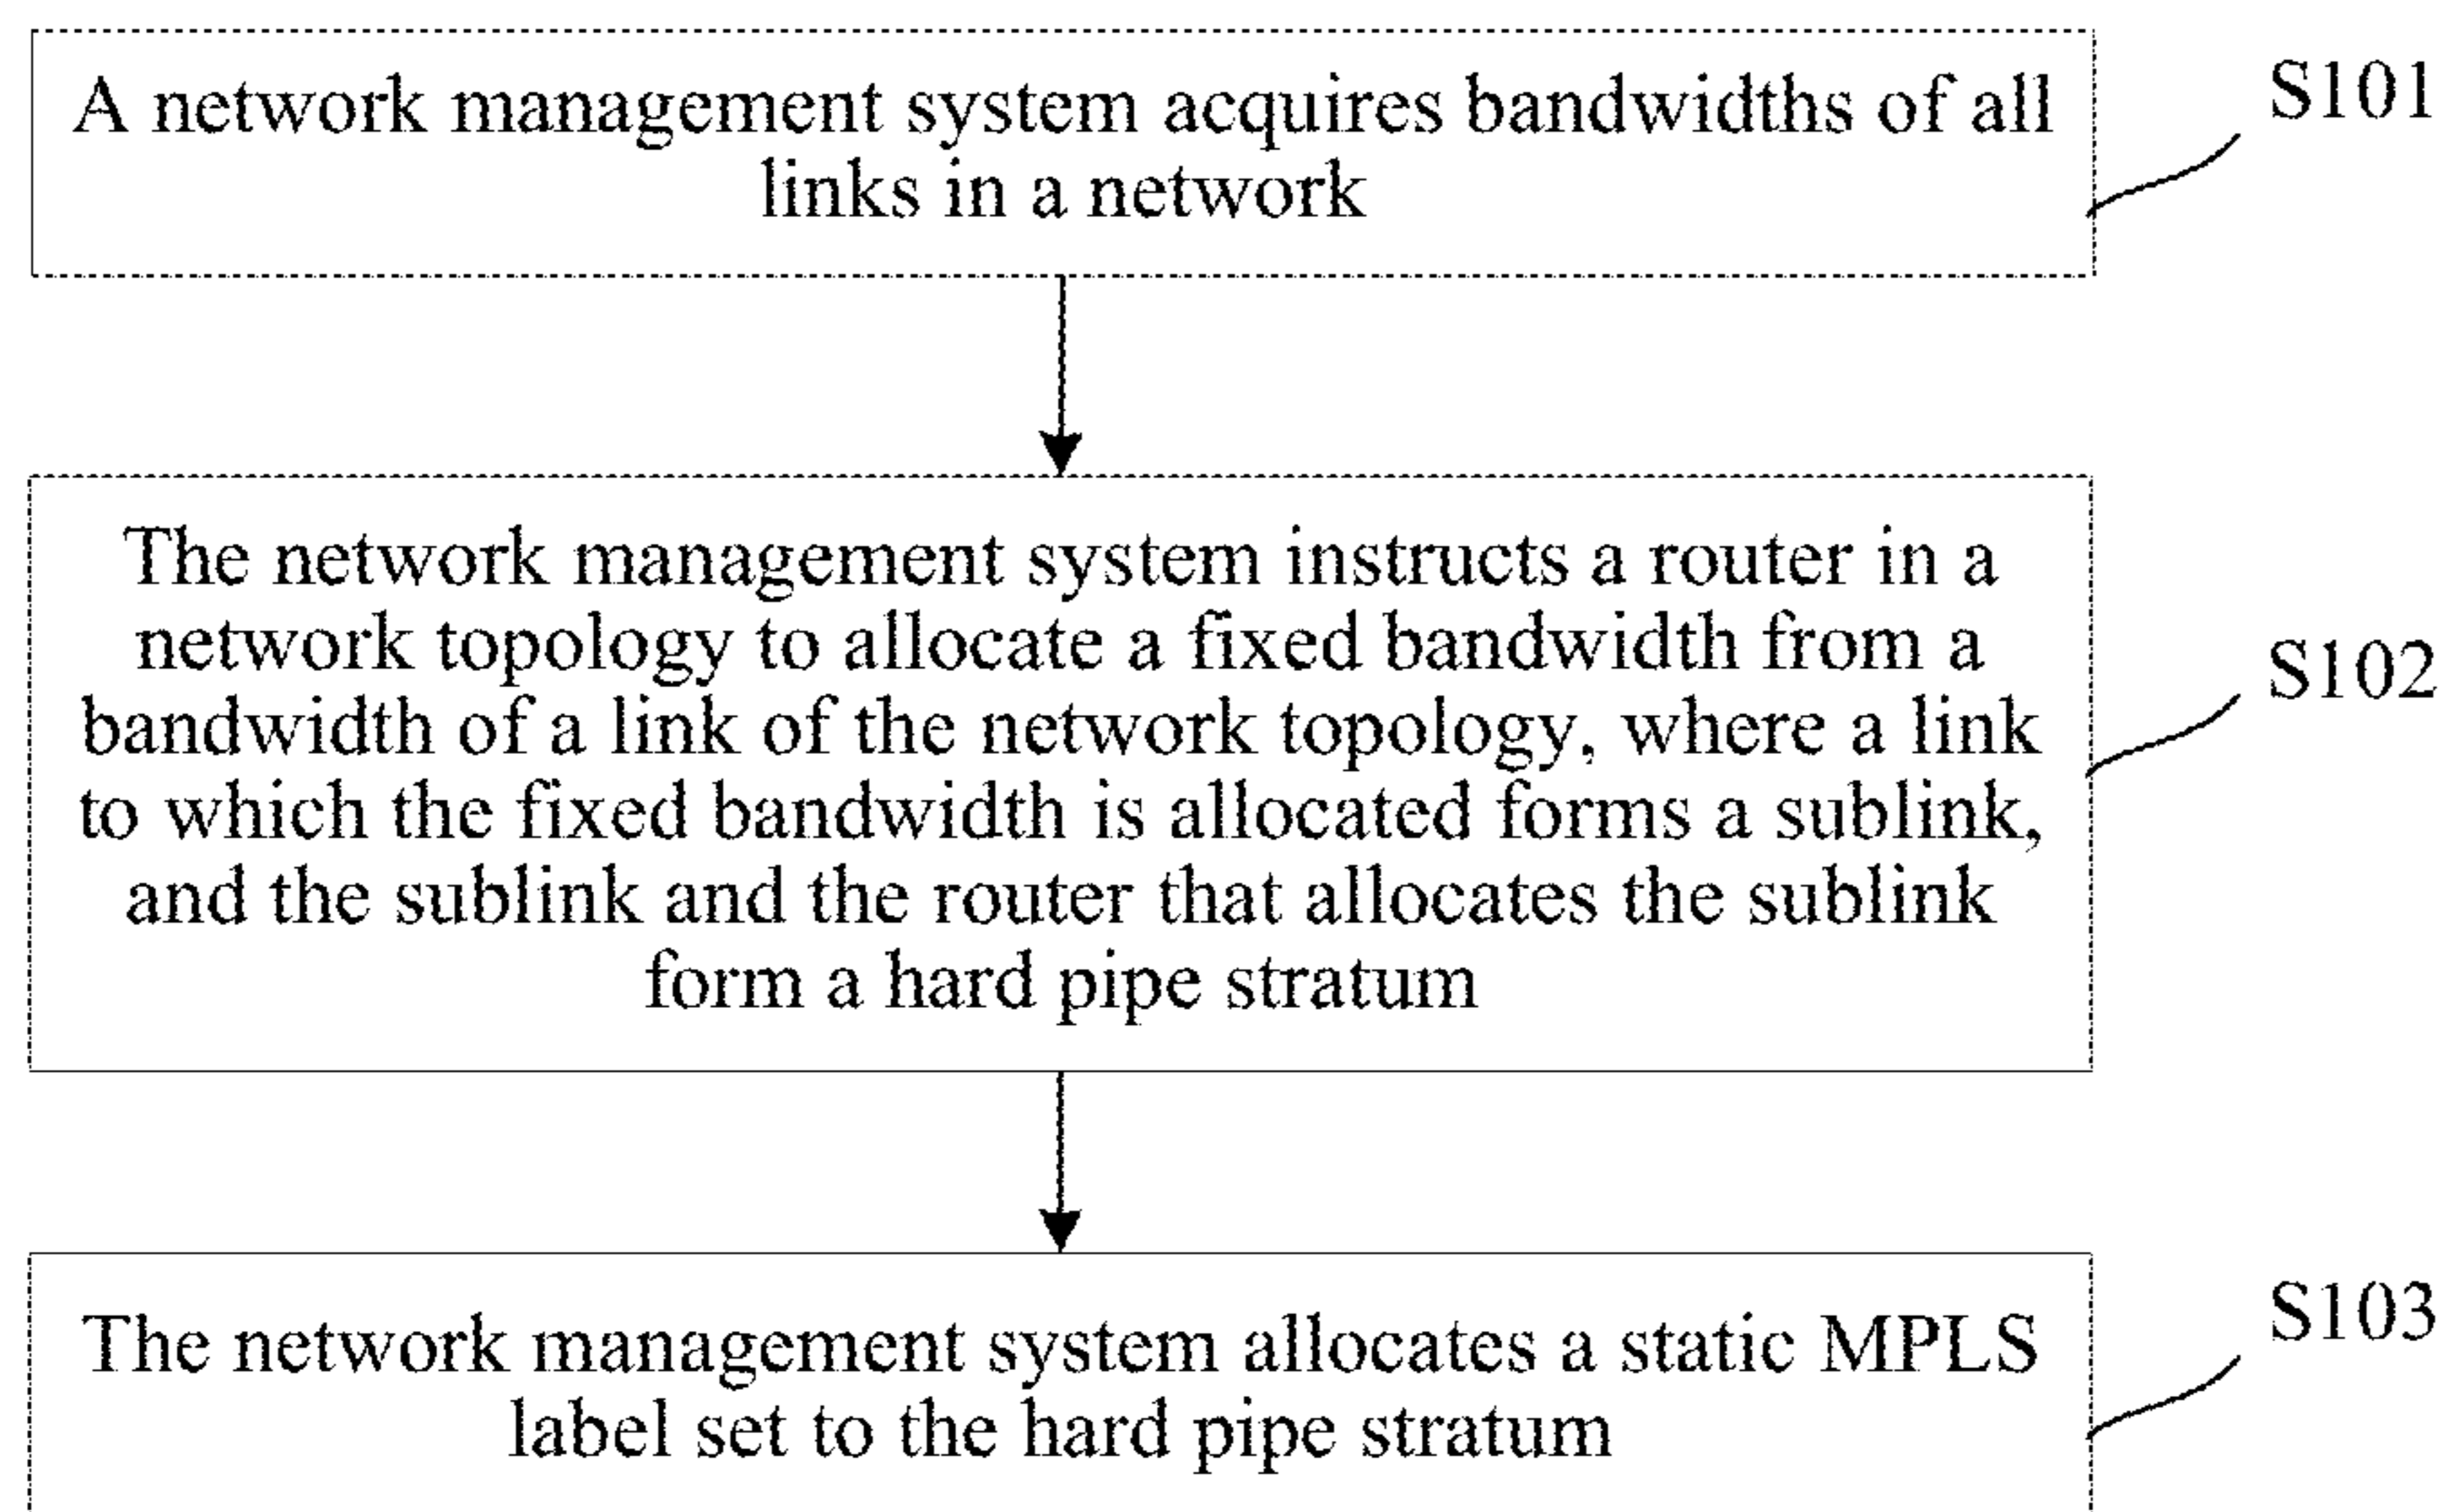 A network management system acquires bandwidths of all
links in a network
S101
The network management system instructs a router in a
network topology to allocate a fixed bandwidth from a
bandwidth of a link of the network topology, where a link
to which the fixed bandwidth is allocated forms a sublink,
and the sublink and the router that allocates the sublink
form a hard pipe stratum
S102
The network management system allocates a static MPLS
label set to the hard pipe stratum
S103